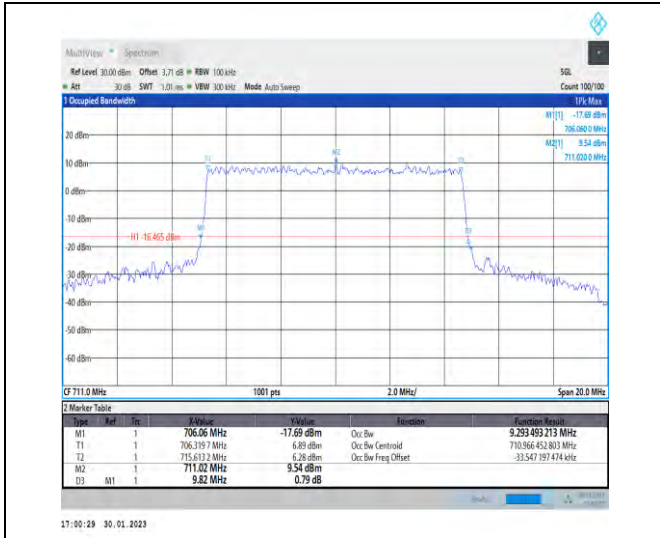 MultiView Spectrum
Ref Level 30.00 dBm Offset 3.71 dB RBW 100 kHz SGL
Att 30 dB SWT 1.01 ms VBW 300 kHz Mode Auto Sweep Count 100/100
1 Occupied Bandwidth 1Pk Max
M1[1] -17.69 dBm
706.0600 MHz
M2[1] 9.54 dBm
711.0200 MHz
20 dBm
M2
T1
10 dBm
0 dBm
-10 dBm
M1
H1 -16.465 dBm
D3
-20 dBm
-30 dBm
-40 dBm
-50 dBm
-60 dBm
CF 711.0 MHz 1001 pts 2.0 MHz/ Span 20.0 MHz
2 Marker Table
Type Ref Trc X-Value Y-Value Function Function Result
M1 1 706.06 MHz -17.69 dBm Occ Bw 9.293 493 213 MHz
T1 1 706.319 7 MHz 6.89 dBm Occ Bw Centroid 710.966 452 803 MHz
T2 1 715.613 2 MHz 6.28 dBm Occ Bw Freq Offset -33.547 197 474 kHz
M2 1 711.02 MHz 9.54 dBm
D3 M1 1 9.82 MHz 0.79 dB
17:00:29 30.01.2023